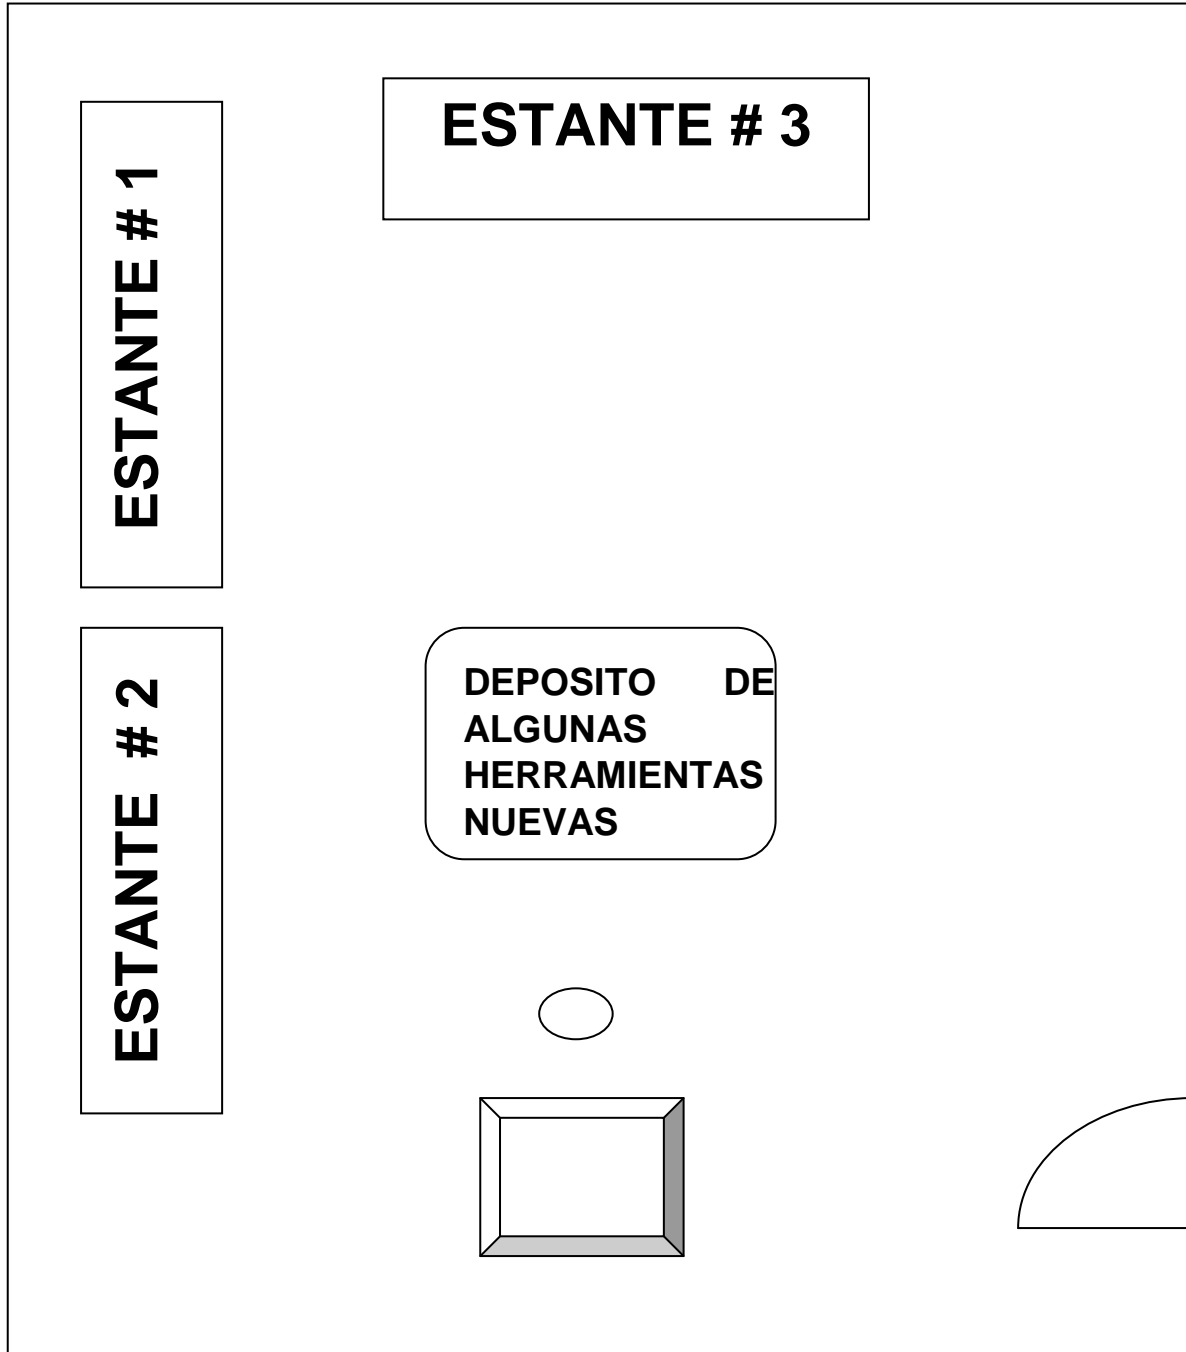 ESTANTE # 3
ESTANTE # 1
ESTANTE # 2
DEPOSITO DE
ALGUNAS
HERRAMIENTAS
NUEVAS